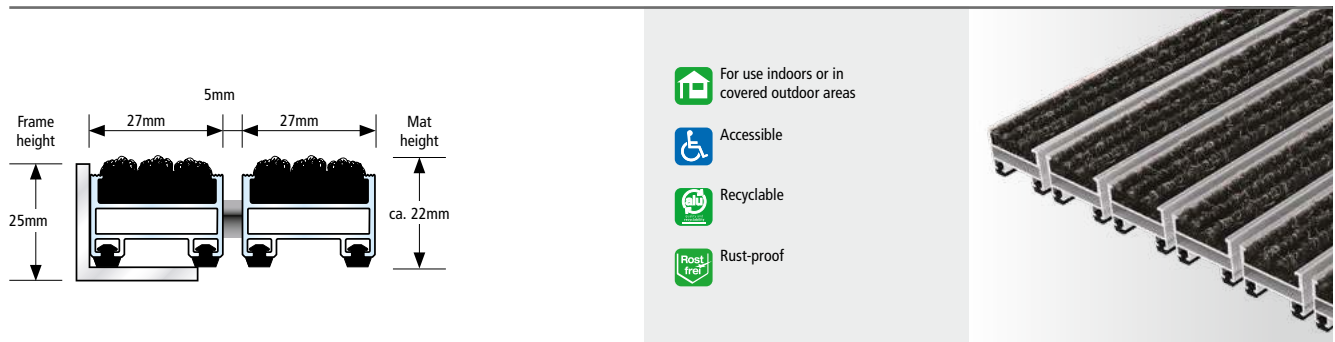 5mm
Frame
height
27mm
27mm
Mat
height
25mm
ca. 22mm
For use indoors or in
covered outdoor areas
Accessible
alu
Recyclable
Rost
frei
Rust-proof